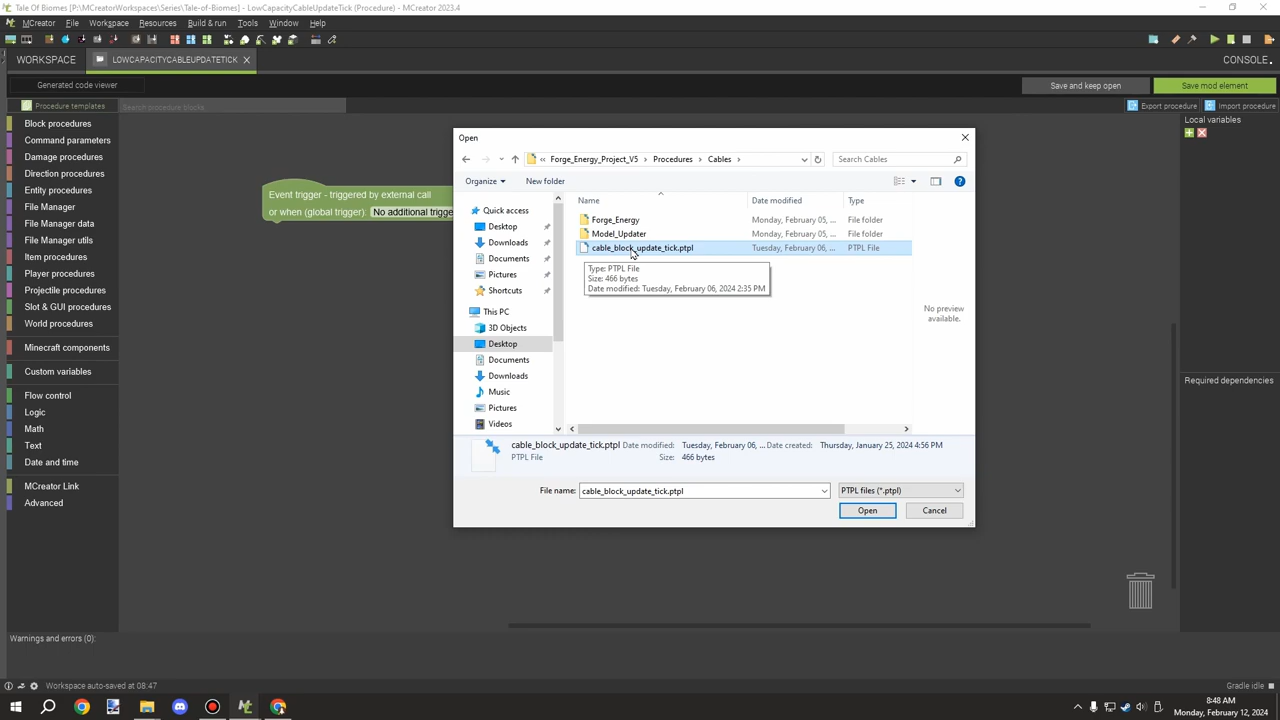 Tale Of Biomes [P:\MCreatorWorkspaces\Series\Tale-of-Biomes] - LowCapacityCableUpdateTick (Procedure) - MCreator 2023.4
MCreator File Workspace Resources Build & run Tools Window Help
WORKSPACE LOWCAPACITYCABLEUPDATETICK CONSOLE
Generated code viewer Save and keep open Save mod element
Procedure templates Search procedure blocks Export procedure Import procedure
Local variables
Block procedures
Command parameters
Damage procedures
Direction procedures
Entity procedures
File Manager
File Manager data
File Manager utils
Item procedures
Player procedures
Projectile procedures
Slot & GUI procedures
World procedures
Minecraft components
Custom variables
Flow control
Logic
Math
Text
Date and time
MCreator Link
Advanced
Event trigger - triggered by external call
or when (global trigger): No additional trigge
Open
« Forge_Energy_Project_V5 > Procedures > Cables > Search Cables
Organize New folder
Quick access
Desktop
Downloads
Documents
Pictures
Shortcuts
This PC
3D Objects
Desktop
Documents
Downloads
Music
Pictures
Videos
Name Date modified Type
Forge_Energy Monday, February 05, ... File folder
Model_Updater Monday, February 05, ... File folder
cable_block_update_tick.ptpl Tuesday, February 06, ... PTPL File
Type: PTPL File
Size: 466 bytes
Date modified: Tuesday, February 06, 2024 2:35 PM
No preview
available.
cable_block_update_tick.ptpl Date modified: Tuesday, February 06, ... Date created: Thursday, January 25, 2024 4:56 PM
PTPL File Size: 466 bytes
File name: cable_block_update_tick.ptpl PTPL files (*.ptpl)
Open Cancel
Required dependencies
Warnings and errors (0):
Workspace auto-saved at 08:47 Gradle idle
8:48 AM
Monday, February 12, 2024